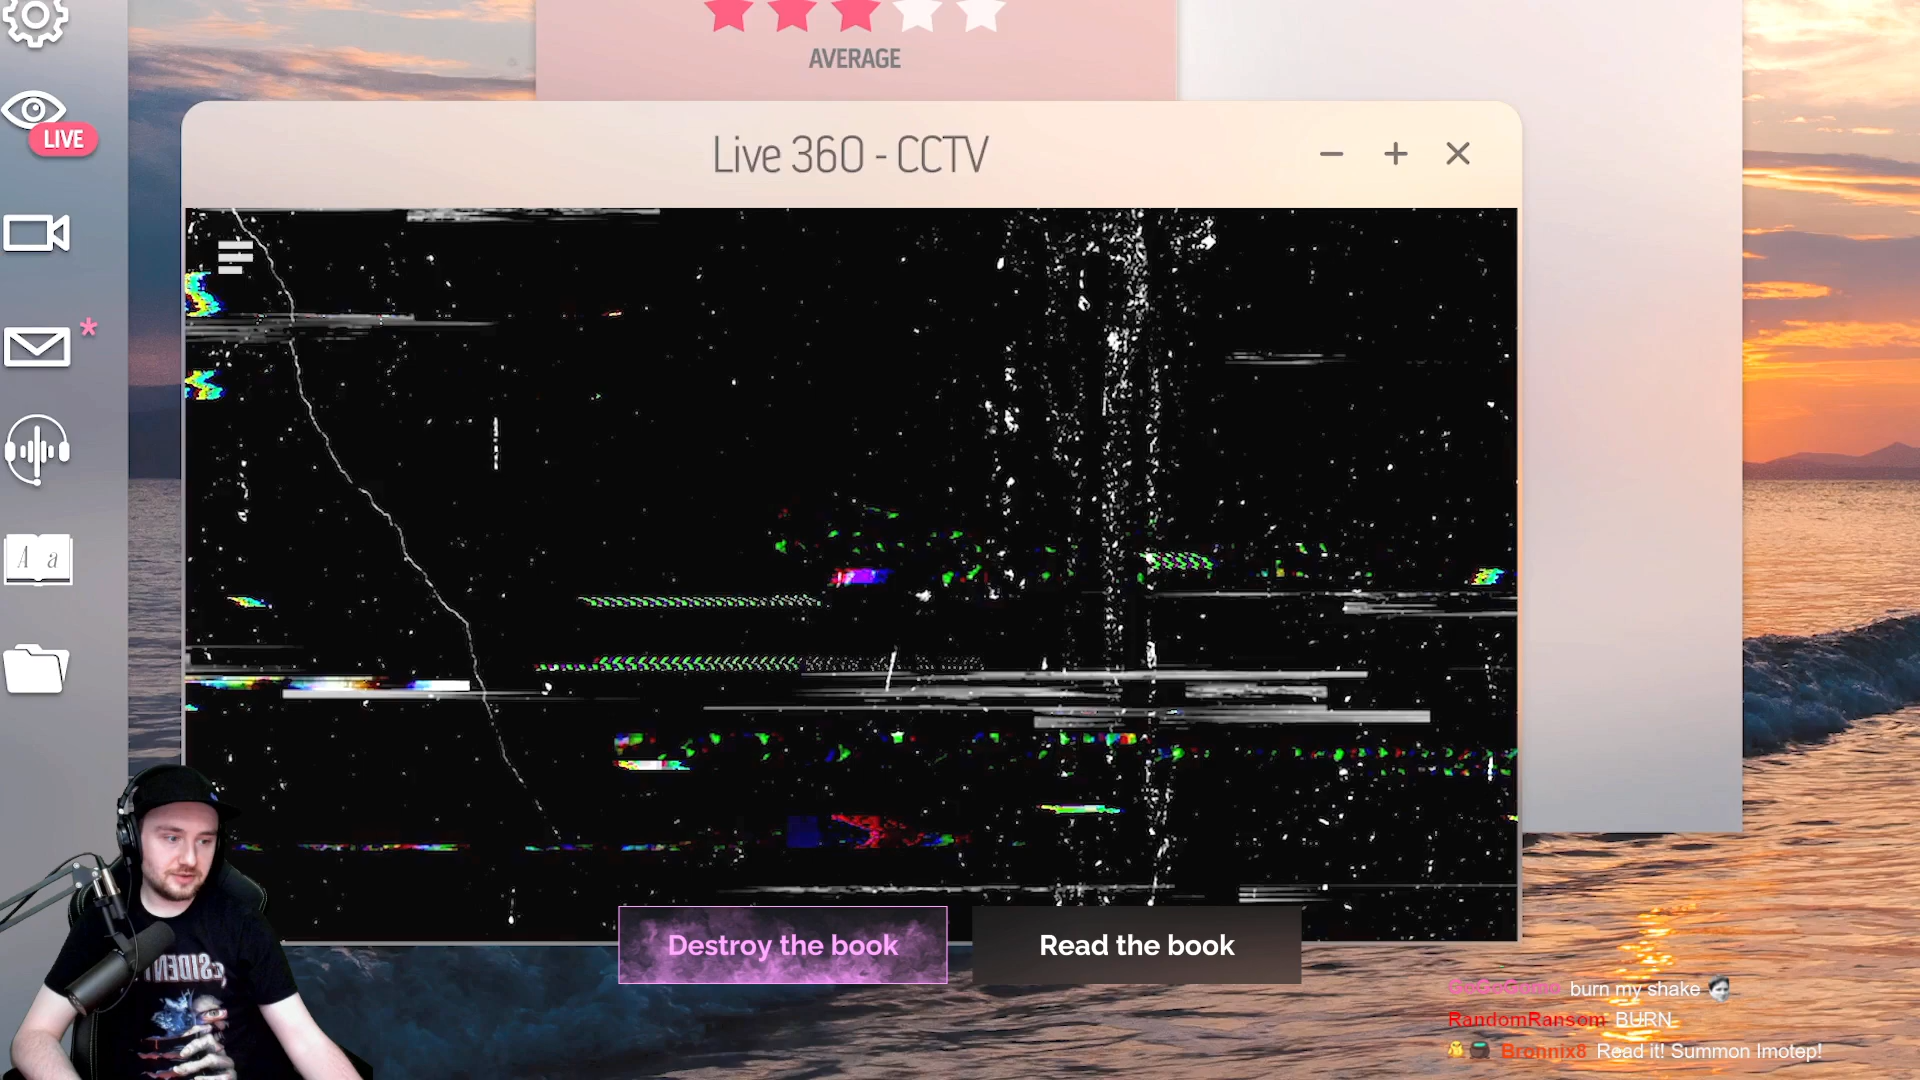 AVERAGE
LIVE
Live 360 - CCTV
A a
Destroy the book
Read the book
GoGoGomo burn my shake
RandomRansom BURN
Bronnix8 Read it! Summon Imotep!